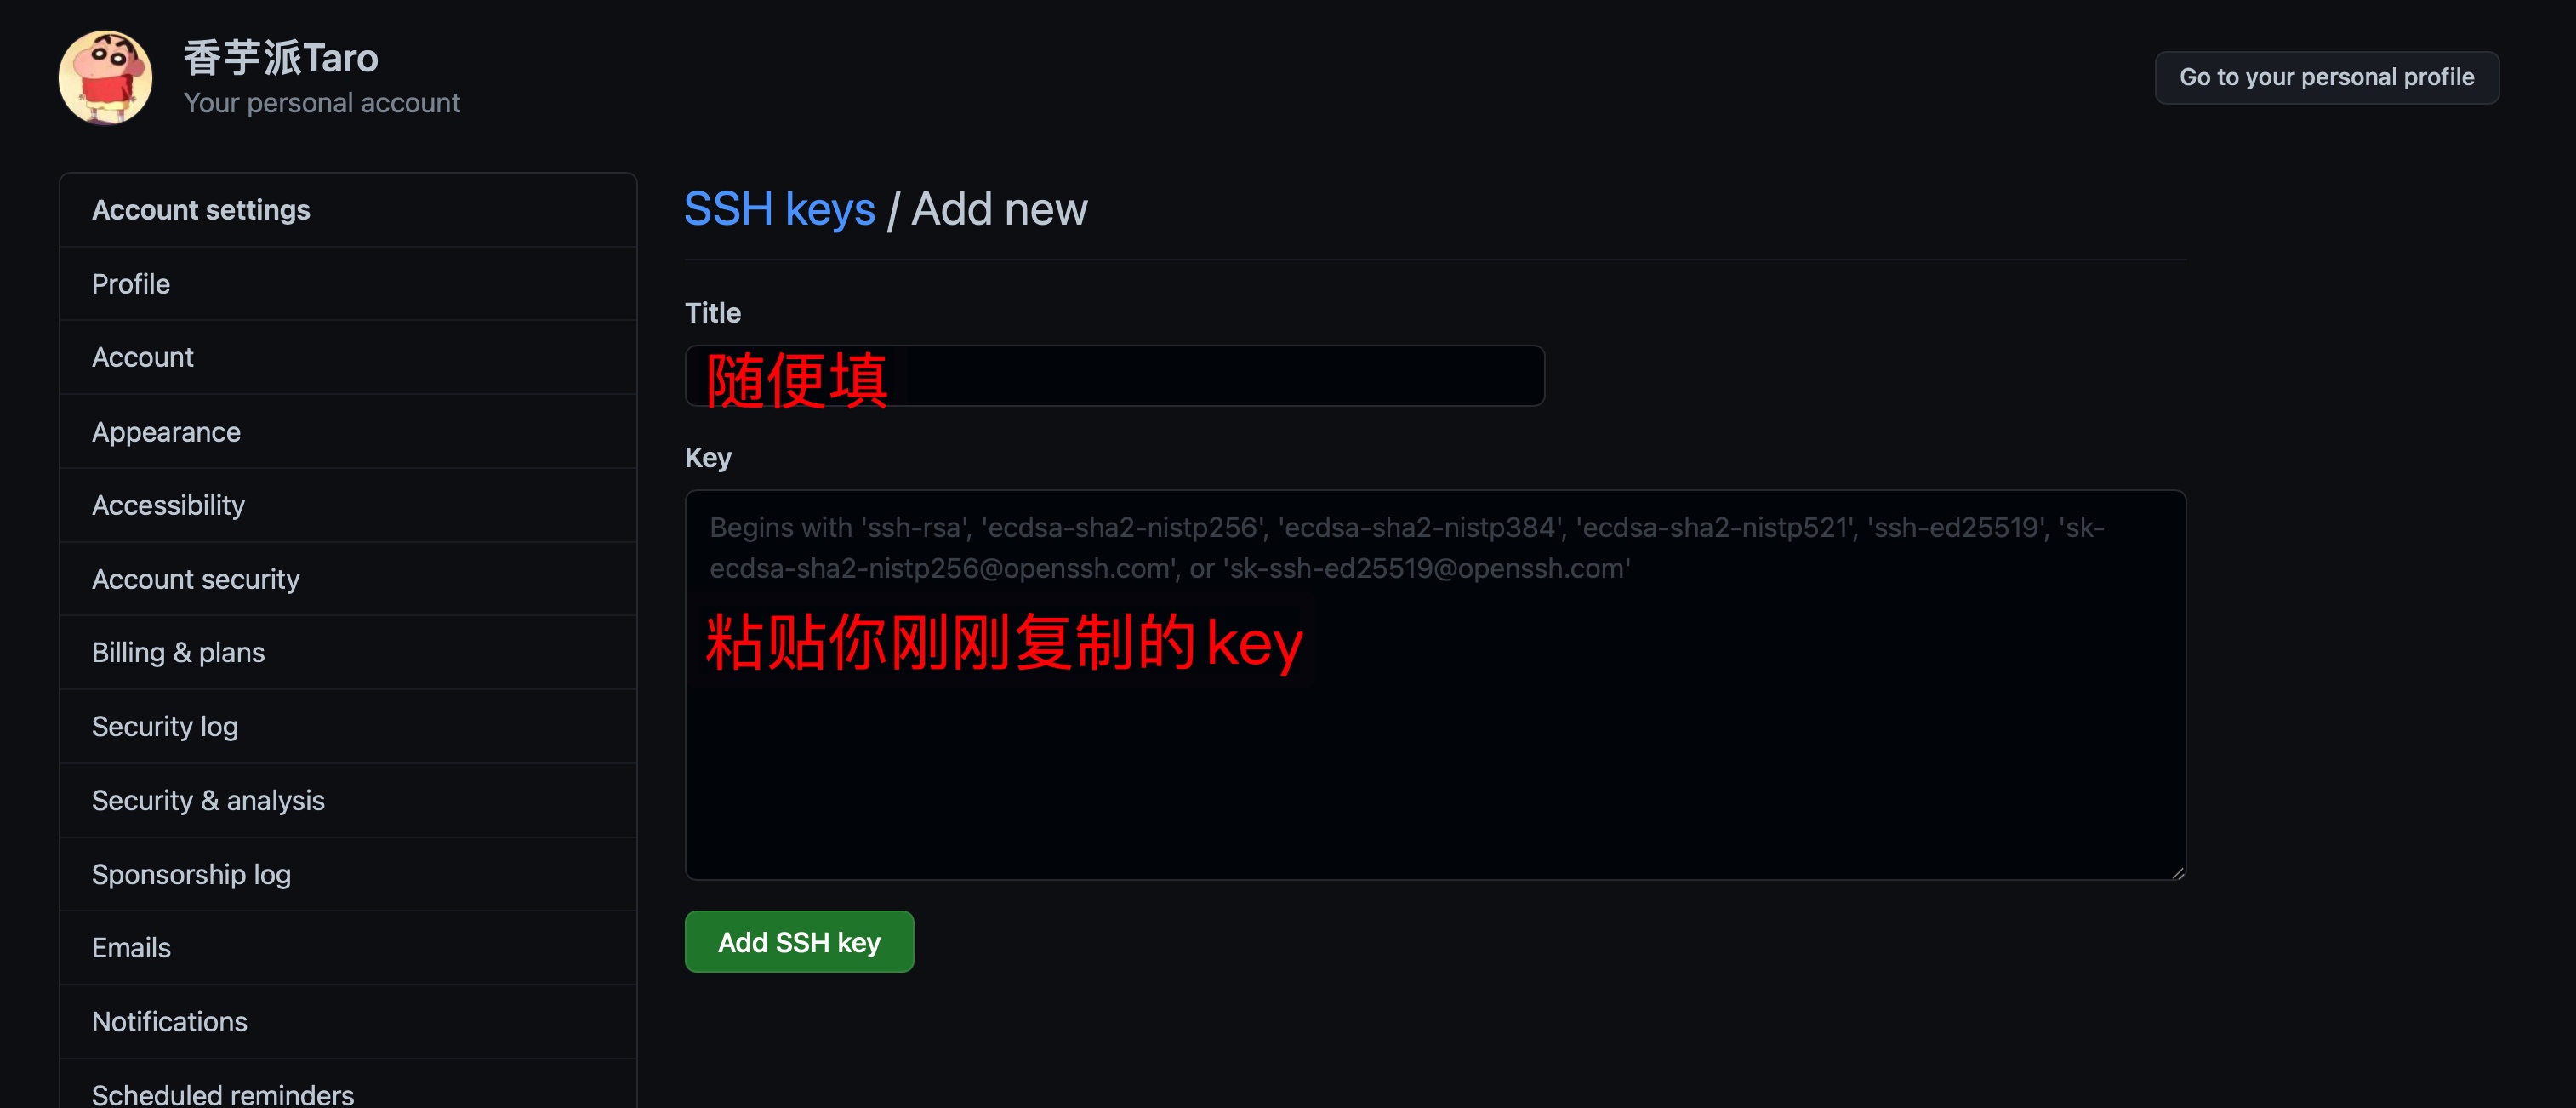 香芋派Taro
Your personal account
Go to your personal profile
Account settings
Profile
Account
Appearance
Accessibility
Account security
Billing & plans
Security log
Security & analysis
Sponsorship log
Emails
Notifications
Scheduled reminders
SSH keys / Add new
Title
随便填
Key
Begins with 'ssh-rsa', 'ecdsa-sha2-nistp256', 'ecdsa-sha2-nistp384', 'ecdsa-sha2-nistp521', 'ssh-ed25519', 'sk-
ecdsa-sha2-nistp256@openssh.com', or 'sk-ssh-ed25519@openssh.com'
粘贴你刚刚复制的key
Add SSH key